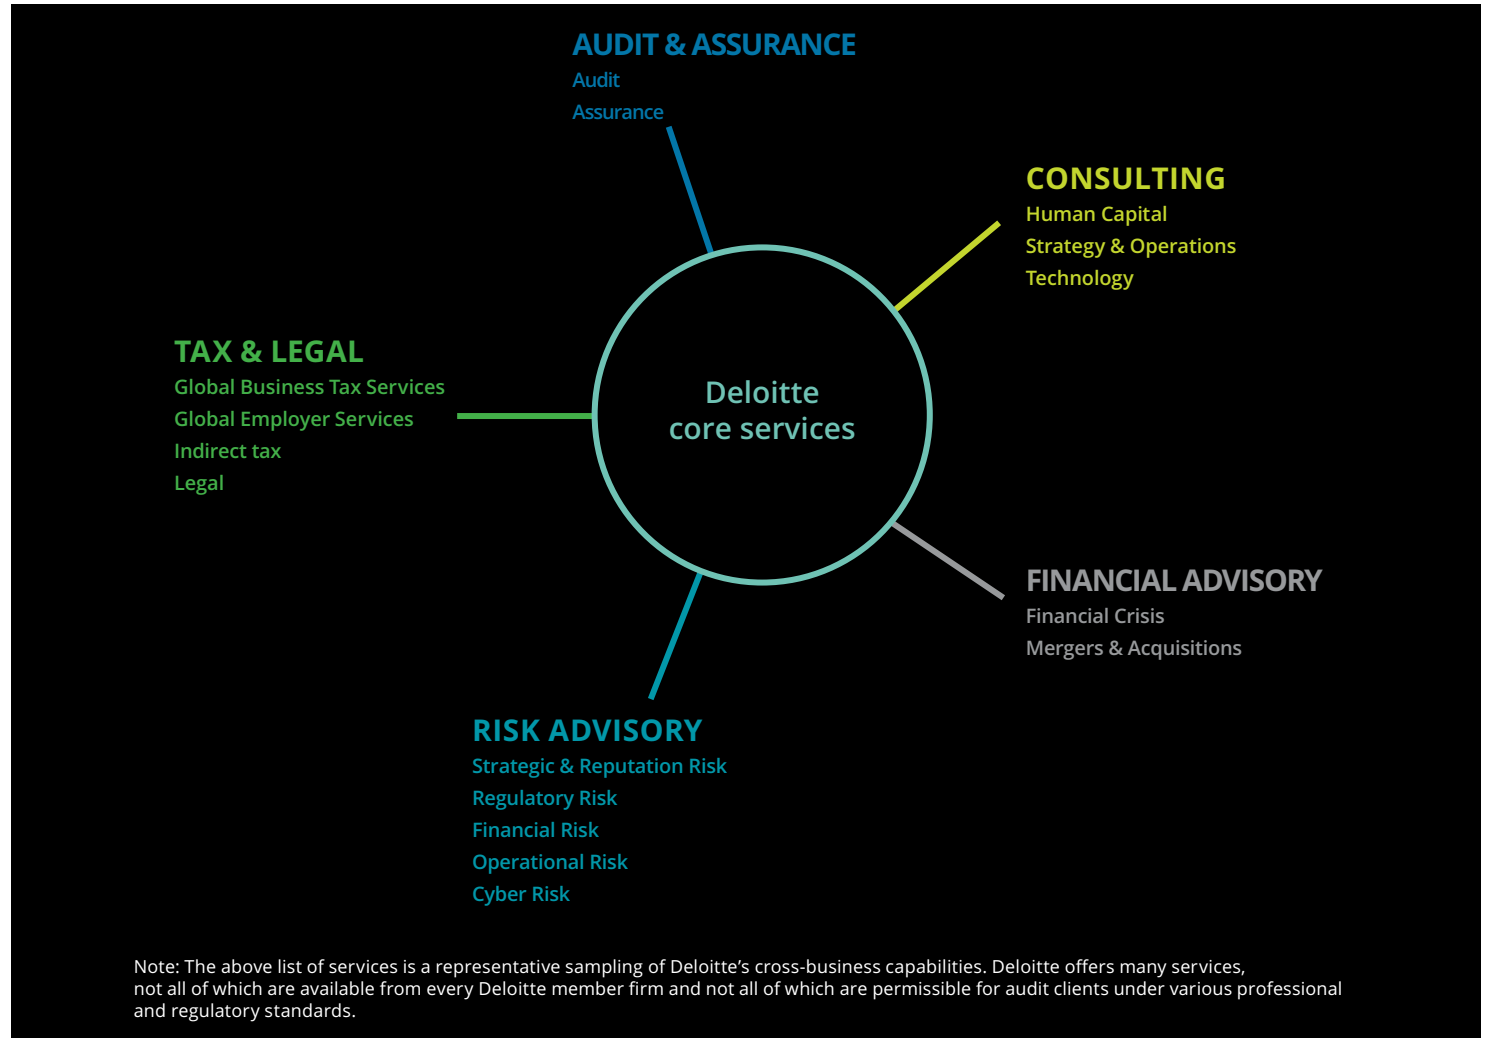 AUDIT & ASSURANCE
Audit
Assurance
CONSULTING
Human Capital
Strategy & Operations
Technology
TAX & LEGAL
Global Business Tax Services
Global Employer Services
Indirect tax
Legal
Deloitte
core services
FINANCIAL ADVISORY
Financial Crisis
Mergers & Acquisitions
RISK ADVISORY
Strategic & Reputation Risk
Regulatory Risk
Financial Risk
Operational Risk
Cyber Risk
Note: The above list of services is a representative sampling of Deloitte’s cross-business capabilities. Deloitte offers many services,
not all of which are available from every Deloitte member firm and not all of which are permissible for audit clients under various professional
and regulatory standards.